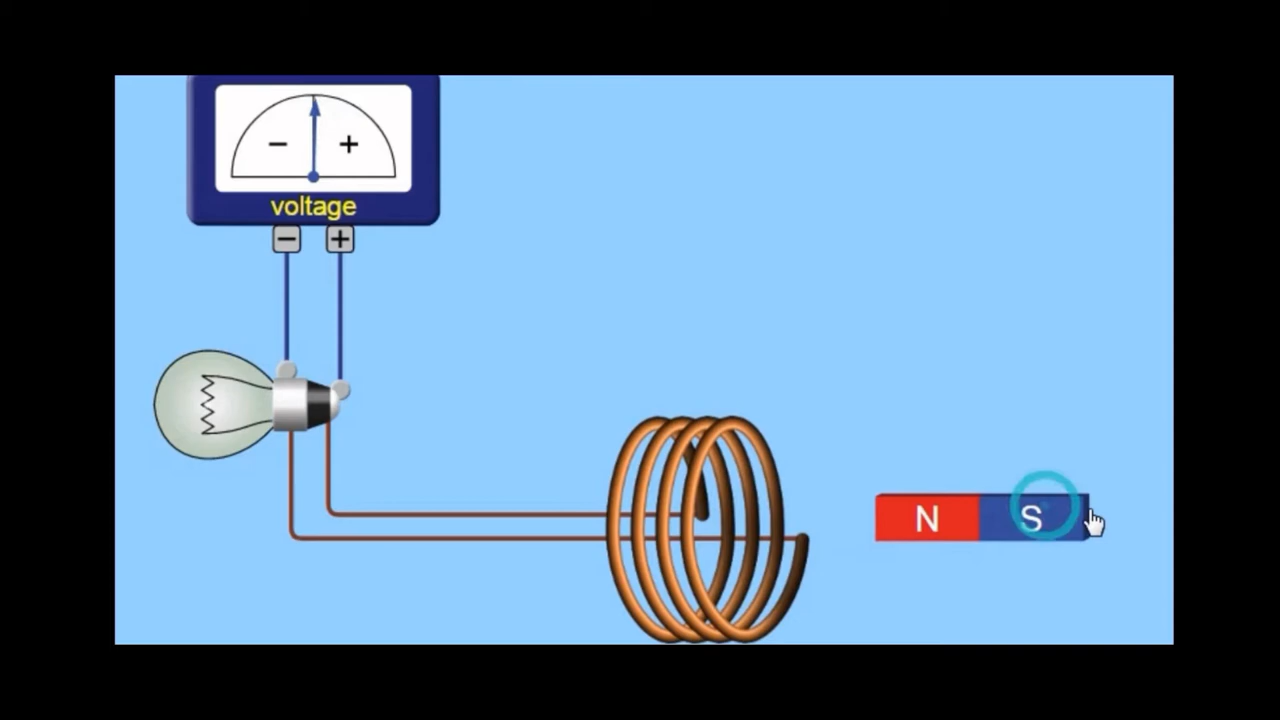 − +
voltage
− +
N S